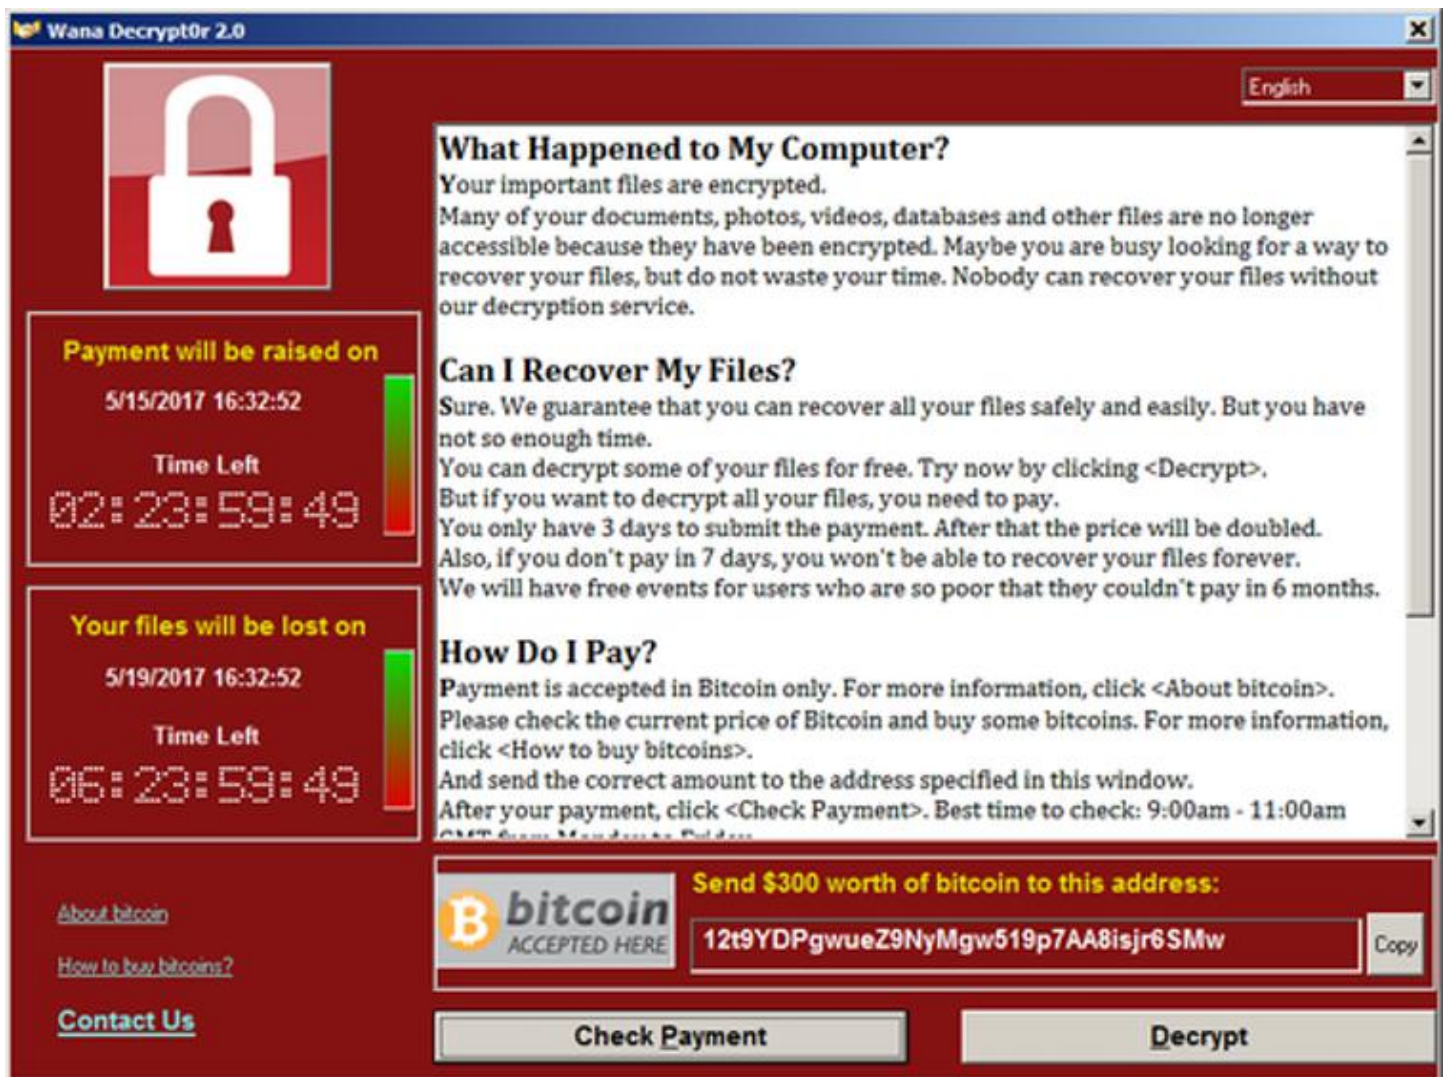 Wana Decrypt0r 2.0
English
What Happened to My Computer?
Your important files are encrypted.
Many of your documents, photos, videos, databases and other files are no longer
accessible because they have been encrypted. Maybe you are busy looking for a way to
recover your files, but do not waste your time. Nobody can recover your files without
our decryption service.
Can I Recover My Files?
Sure. We guarantee that you can recover all your files safely and easily. But you have
not so enough time.
You can decrypt some of your files for free. Try now by clicking <Decrypt>.
But if you want to decrypt all your files, you need to pay.
You only have 3 days to submit the payment. After that the price will be doubled.
Also, if you don't pay in 7 days, you won't be able to recover your files forever.
We will have free events for users who are so poor that they couldn't pay in 6 months.
How Do I Pay?
Payment is accepted in Bitcoin only. For more information, click <About bitcoin>.
Please check the current price of Bitcoin and buy some bitcoins. For more information,
click <How to buy bitcoins>.
And send the correct amount to the address specified in this window.
After your payment, click <Check Payment>. Best time to check: 9:00am - 11:00am
GMT from Monday to Friday
Payment will be raised on
5/15/2017 16:32:52
Time Left
02:23:59:49
Your files will be lost on
5/19/2017 16:32:52
Time Left
06:23:59:49
About bitcoin
How to buy bitcoins?
Contact Us
bitcoin
ACCEPTED HERE
Send $300 worth of bitcoin to this address:
12t9YDPgwueZ9NyMgw519p7AA8isjr6SMw
Copy
Check Payment
Decrypt